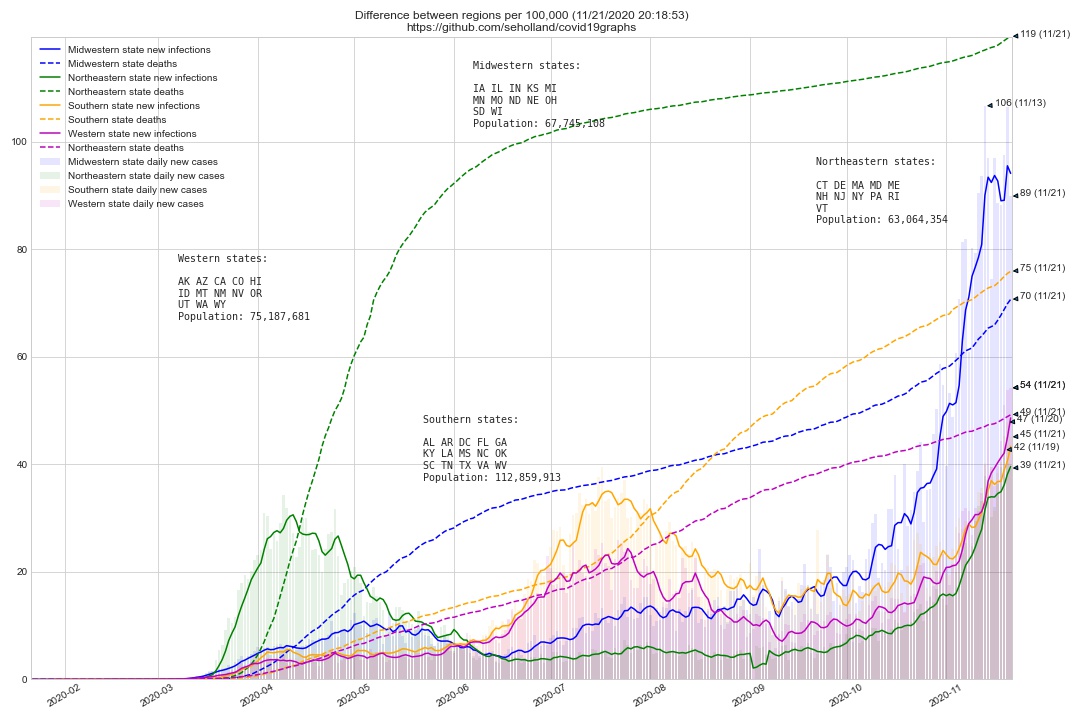 Difference between regions per 100,000 (11/21/2020 20:18:53)
https://github.com/seholland/covid19graphs
Midwestern state new infections
Midwestern state deaths
Northeastern state new infections
Northeastern state deaths
Southern state new infections
Southern state deaths
Western state new infections
Northeastern state deaths
Midwestern state daily new cases
Northeastern state daily new cases
Southern state daily new cases
Western state daily new cases
Midwestern states:
IA IL IN KS MI
MN MO ND NE OH
SD WI
Population: 67,745,108
Northeastern states:
CT DE MA MD ME
NH NJ NY PA RI
VT
Population: 63,064,354
Western states:
AK AZ CA CO HI
ID MT NM NV OR
UT WA WY
Population: 75,187,681
Southern states:
AL AR DC FL GA
KY LA MS NC OK
SC TN TX VA WV
Population: 112,859,913
119 (11/21)
106 (11/13)
89 (11/21)
75 (11/21)
70 (11/21)
54 (11/21)
49 (11/21)
47 (11/20)
45 (11/21)
42 (11/19)
39 (11/21)
100
80
60
40
20
0
2020-02
2020-03
2020-04
2020-05
2020-06
2020-07
2020-08
2020-09
2020-10
2020-11